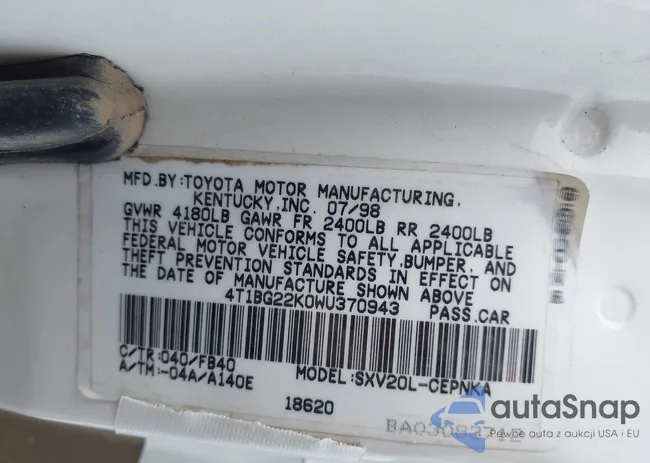 MFD.BY:TOYOTA MOTOR MANUFACTURING,
KENTUCKY,INC. 07/98
GVWR 4180LB GAWR FR 2400LB RR 2400LB
THIS VEHICLE CONFORMS TO ALL APPLICABLE
FEDERAL MOTOR VEHICLE SAFETY,BUMPER, AND
THEFT PREVENTION STANDARDS IN EFFECT ON
THE DATE OF MANUFACTURE SHOWN ABOVE
4T1BG22K0WU370943 PASS.CAR
C/TR:040/FB40 MODEL:SXV20L-CEPNKA
A/TM:-04A/A140E
18620
autaSnap
Pewne auta z aukcji USA i EU